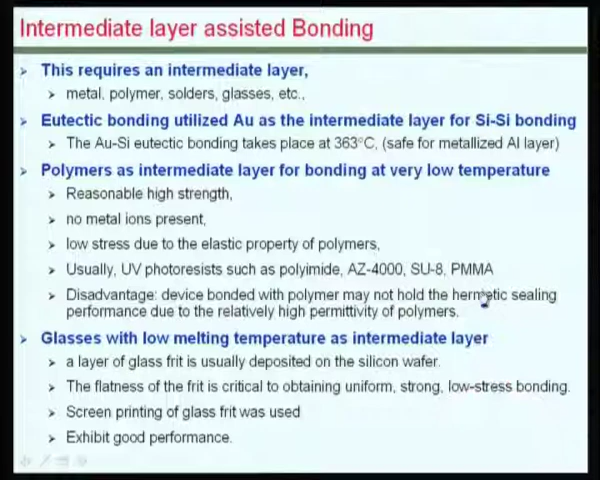 Intermediate layer assisted Bonding
This requires an intermediate layer,
metal, polymer, solders, glasses, etc.,
Eutectic bonding utilized Au as the intermediate layer for Si-Si bonding
The Au-Si eutectic bonding takes place at 363°C, (safe for metallized Al layer)
Polymers as intermediate layer for bonding at very low temperature
Reasonable high strength,
no metal ions present,
low stress due to the elastic property of polymers,
Usually, UV photoresists such as polyimide, AZ-4000, SU-8, PMMA
Disadvantage: device bonded with polymer may not hold the hermetic sealing
performance due to the relatively high permittivity of polymers.
Glasses with low melting temperature as intermediate layer
a layer of glass frit is usually deposited on the silicon wafer.
The flatness of the frit is critical to obtaining uniform, strong, low-stress bonding.
Screen printing of glass frit was used
Exhibit good performance.